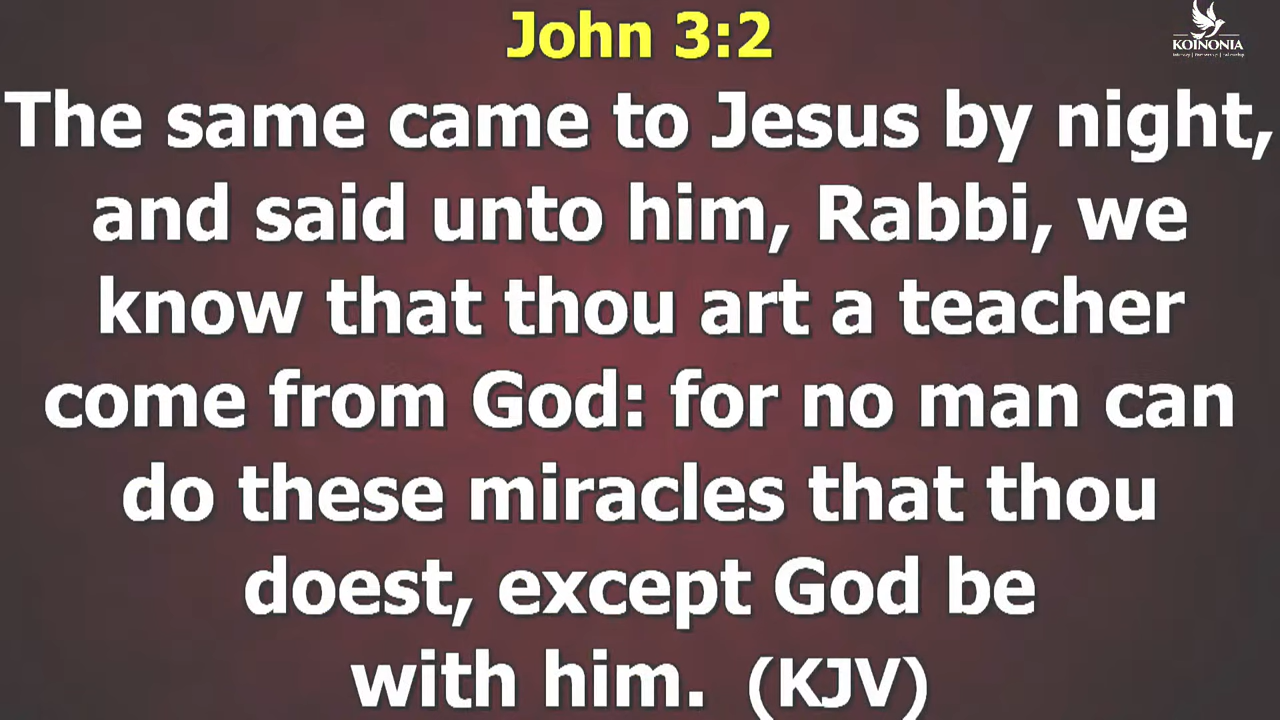 John 3:2
KOINONIA
The same came to Jesus by night,
and said unto him, Rabbi, we
know that thou art a teacher
come from God: for no man can
do these miracles that thou
doest, except God be
with him. (KJV)